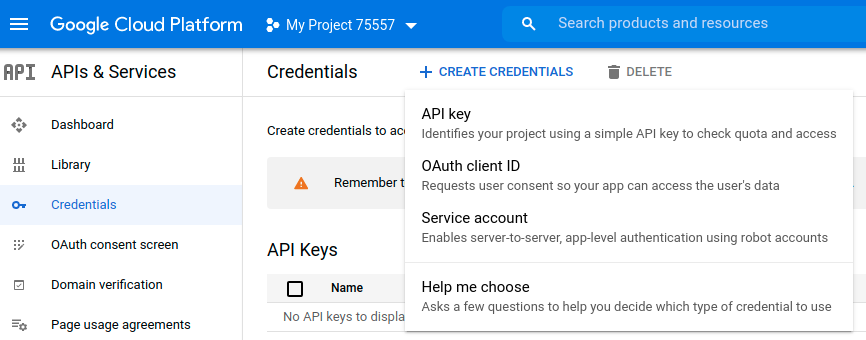 Google Cloud Platform
My Project 75557
Search products and resources
API
APIs & Services
Credentials
CREATE CREDENTIALS
DELETE
Dashboard
Library
Credentials
OAuth consent screen
Domain verification
Page usage agreements
Create credentials to
Remember
API Keys
Name
No API keys to
API key
Identifies your project using a simple API key to check quota and access
OAuth client ID
Requests user consent so your app can access the user's data
Service account
Enables server-to-server, app-level authentication using robot accounts
Help me choose
Asks a few questions to help you decide which type of credential to use